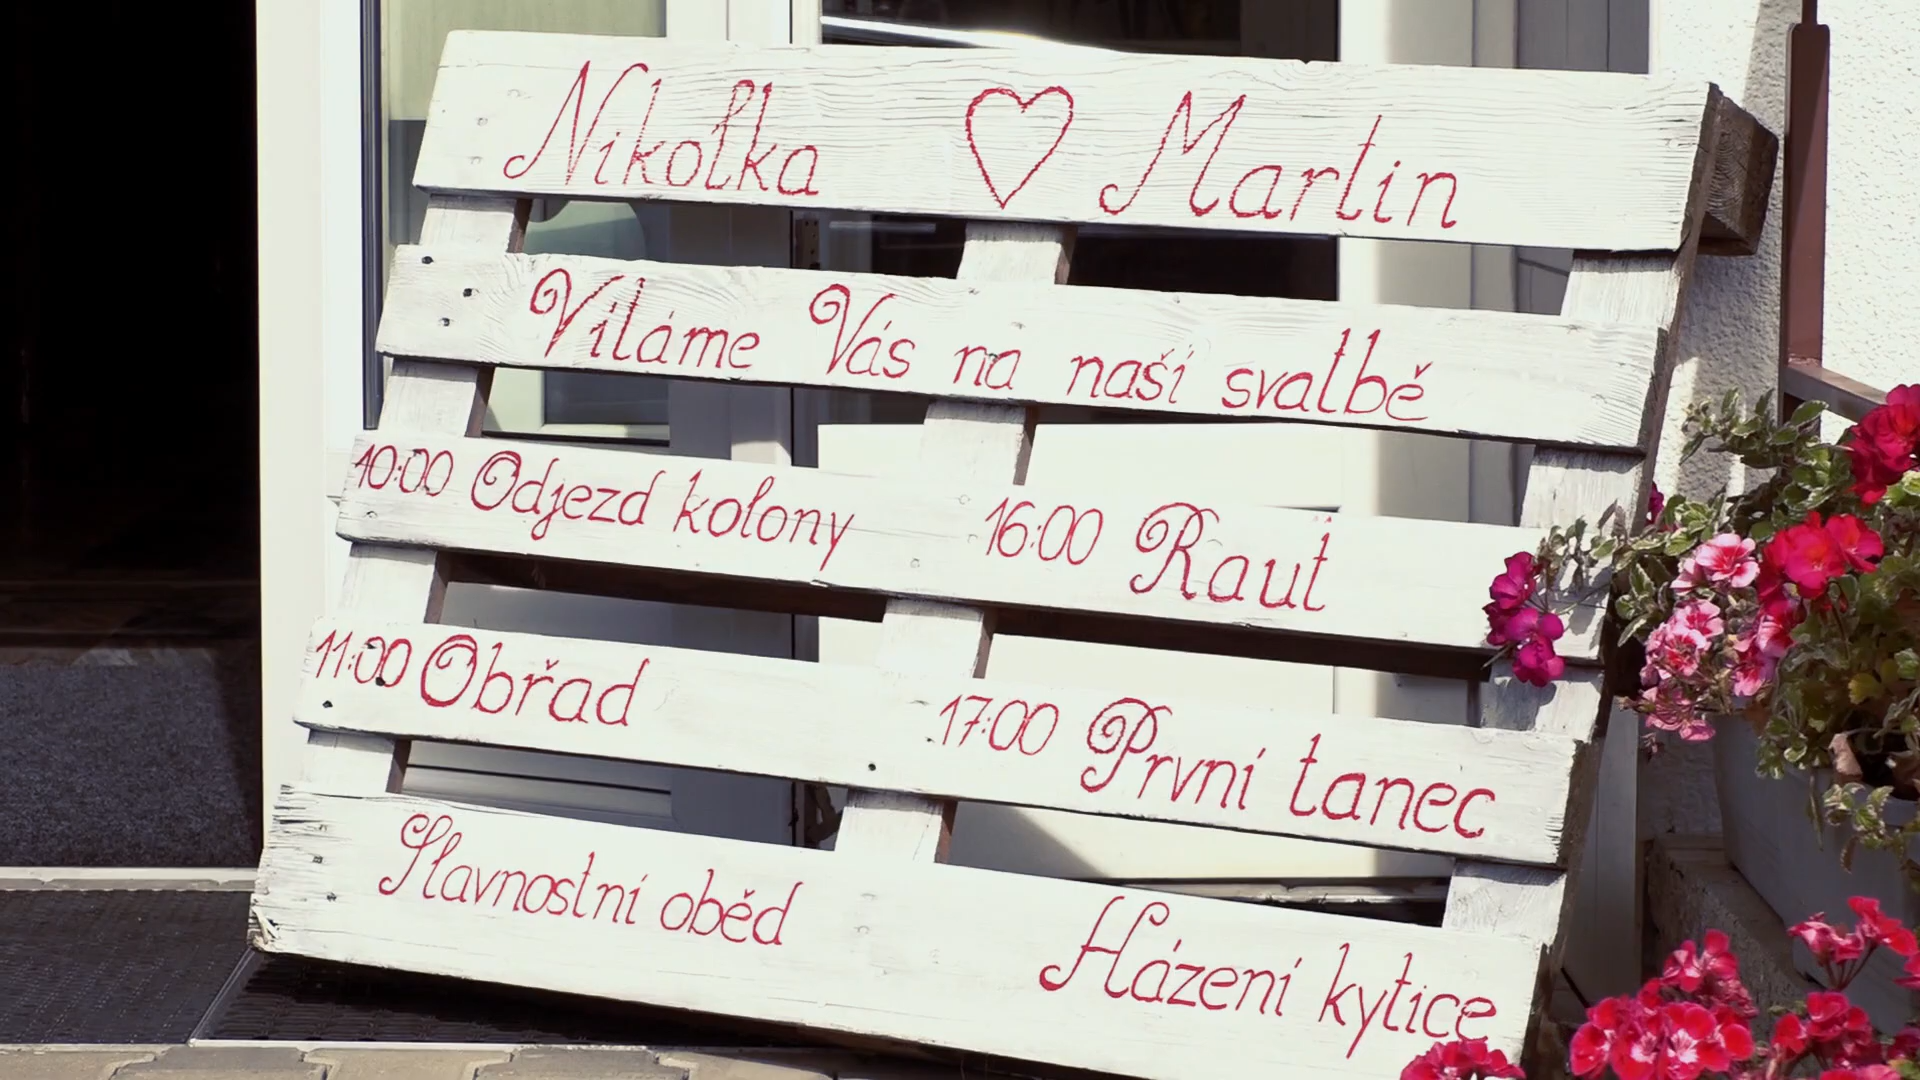 Nikolka ♡ Martin
Vítáme Vás na naší svatbě
10:00 Odjezd kolony
11:00 Obřad
Slavnostní oběd
16:00 Raut
17:00 První tanec
Házení kytice